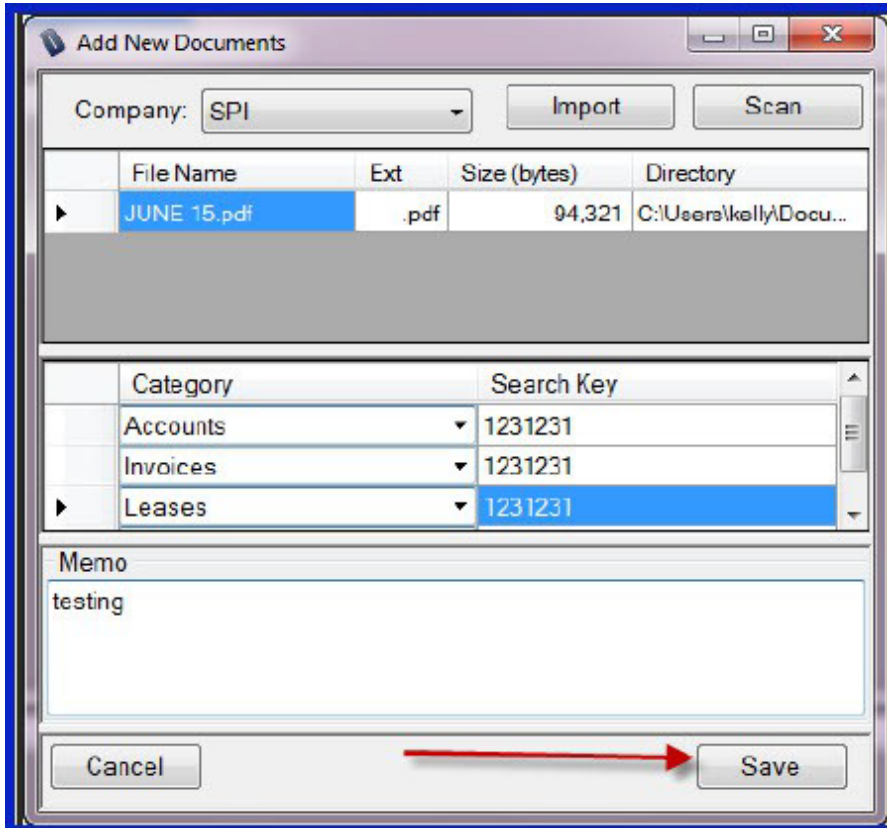 Add New Documents
Company: SPI Import Scan
File Name Ext Size (bytes) Directory
JUNE 15.pdf .pdf 94,321 C:\Users\kelly\Docu...
Category Search Key
Accounts 1231231
Invoices 1231231
Leases 1231231
Memo
testing
Cancel Save